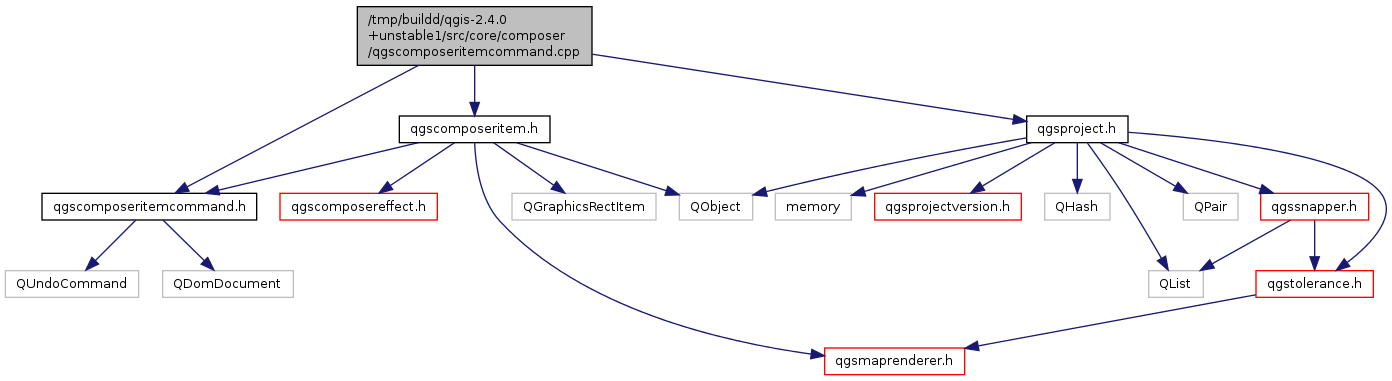 /tmp/buildd/qgis-2.4.0
+unstable1/src/core/composer
/qgscomposeritemcommand.cpp
qgscomposeritem.h
qgsproject.h
qgscomposeritemcommand.h
qgscomposereffect.h
QGraphicsRectItem
QObject
memory
qgsprojectversion.h
QHash
QPair
qgssnapper.h
QUndoCommand
QDomDocument
QList
qgstolerance.h
qgsmaprenderer.h